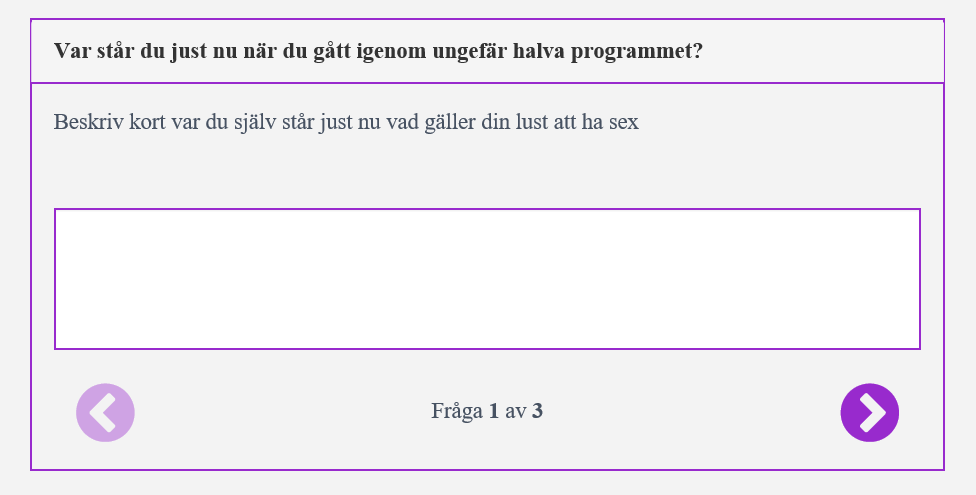 Var står du just nu när du gått igenom ungefär halva programmet?
Beskriv kort var du själv står just nu vad gäller din lust att ha sex
Fråga 1 av 3